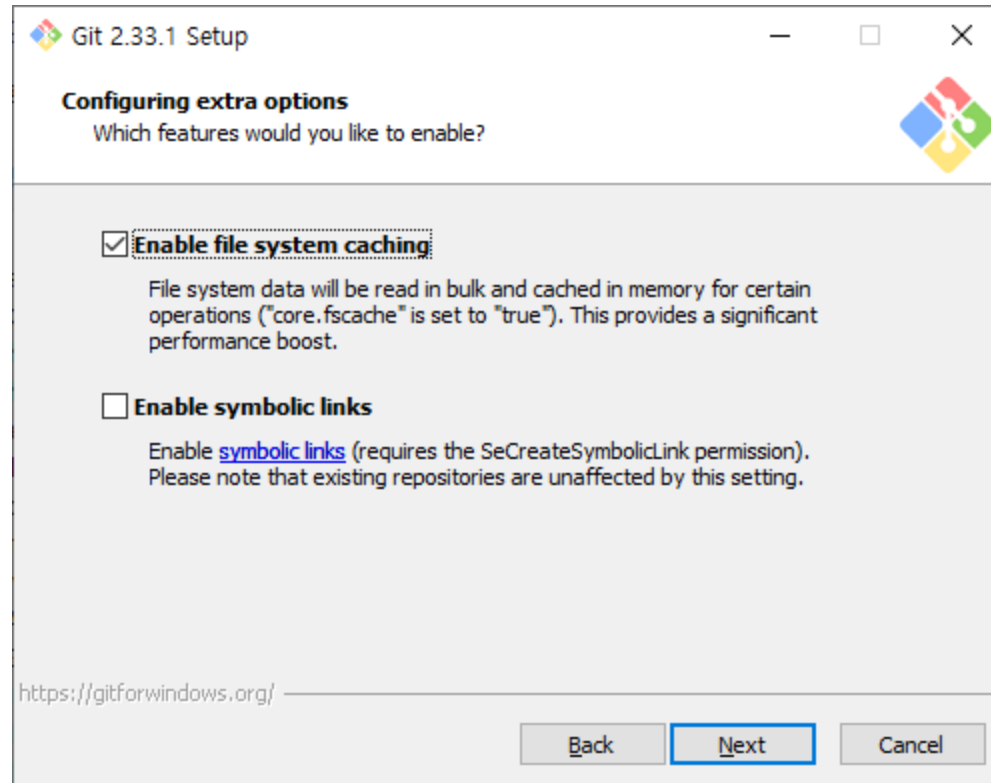 Git 2.33.1 Setup
Configuring extra options
Which features would you like to enable?
Enable file system caching
File system data will be read in bulk and cached in memory for certain
operations ("core.fscache" is set to "true"). This provides a significant
performance boost.
Enable symbolic links
Enable symbolic links (requires the SeCreateSymbolicLink permission).
Please note that existing repositories are unaffected by this setting.
https://gitforwindows.org/
Back Next Cancel